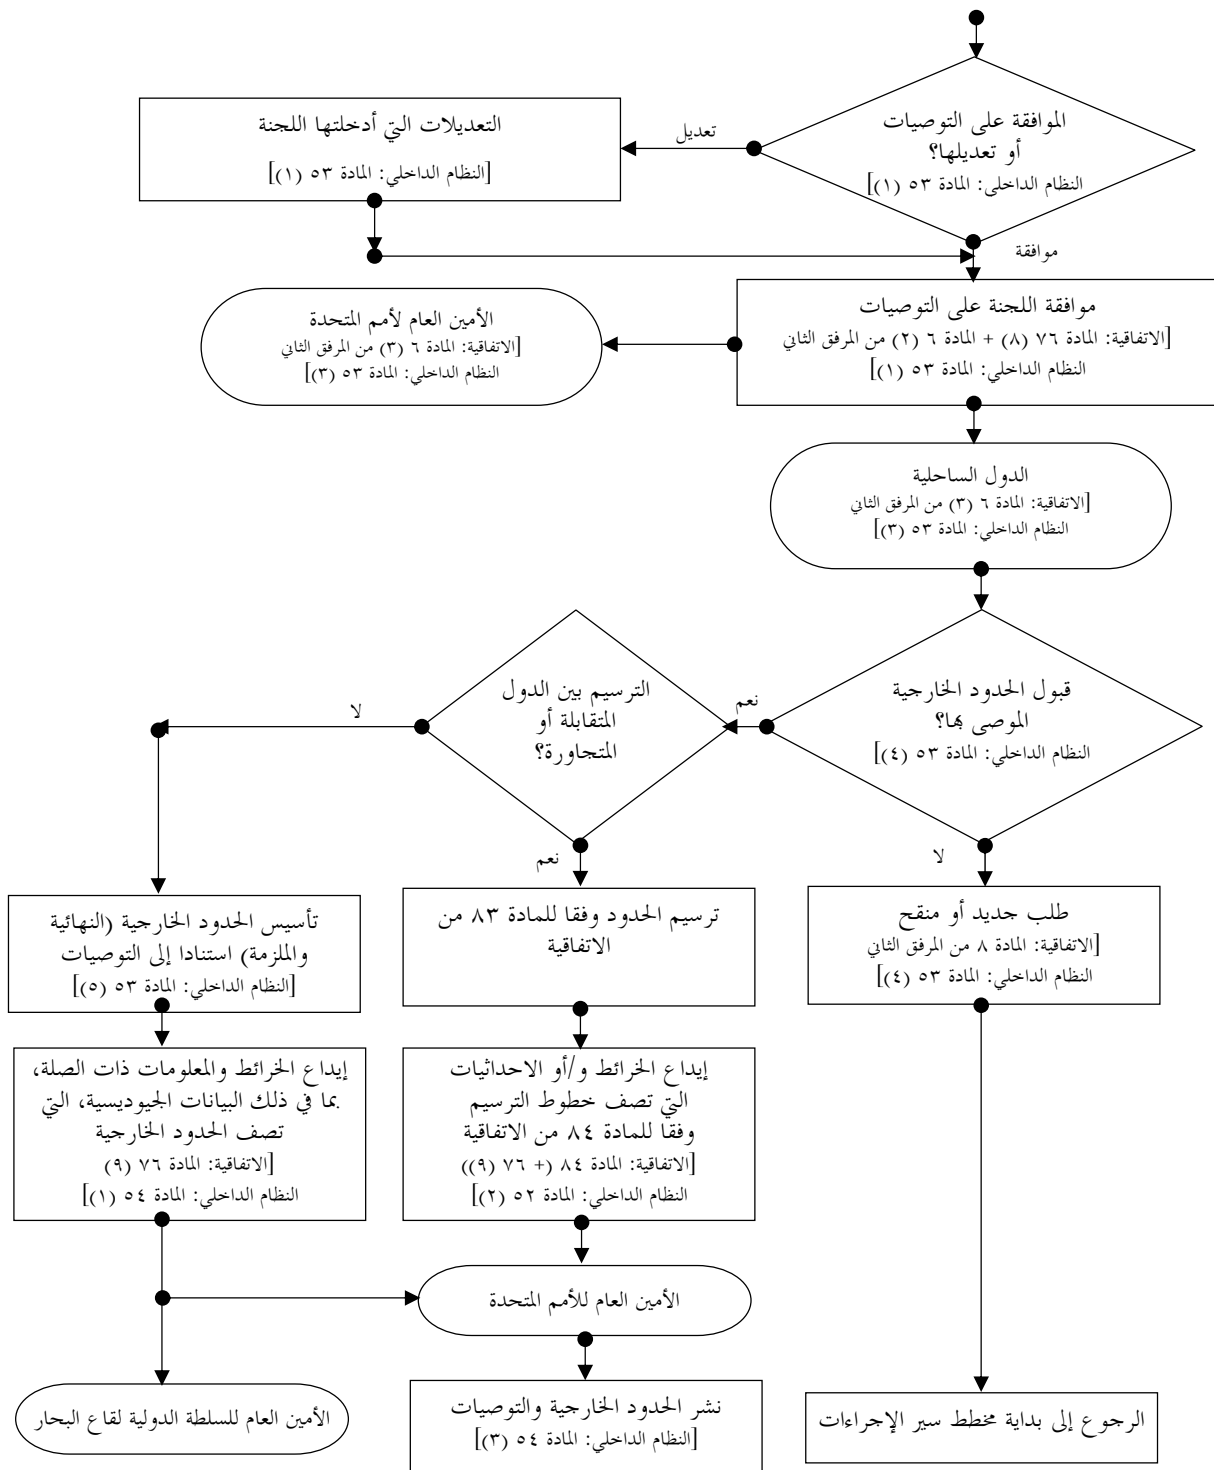 الموافقة على التوصيات
أو تعديلها؟
النظام الداخلي: المادة ٥٣ (١)]
تعديل
التعديلات التي أدخلتها اللجنة
[النظام الداخلي: المادة ٥٣ (١)]
موافقة
موافقة اللجنة على التوصيات
[الاتفاقية: المادة ٧٦ (٨) + المادة ٦ (٢) من المرفق الثاني
النظام الداخلي: المادة ٥٣ (١)]
الأمين العام لأمم المتحدة
[الاتفاقية: المادة ٦ (٣) من المرفق الثاني
النظام الداخلي: المادة ٥٣ (٣)]
الدول الساحلية
[الاتفاقية: المادة ٦ (٣) من المرفق الثاني
النظام الداخلي: المادة ٥٣ (٣)]
قبول الحدود الخارجية
الموصى بها؟
النظام الداخلي: المادة ٥٣ (٤)]
نعم
الترسيم بين الدول
المتقابلة أو
المتجاورة؟
لا
نعم
لا
طلب جديد أو منقح
[الاتفاقية: المادة ٨ من المرفق الثاني
النظام الداخلي: المادة ٥٣ (٤)]
ترسيم الحدود وفقا للمادة ٨٣ من
الاتفاقية
تأسيس الحدود الخارجية (النهائية
والملزمة) استنادا إلى التوصيات
[النظام الداخلي: المادة ٥٣ (٥)]
إيداع الخرائط و/أو الاحداثيات
التي تصف خطوط الترسيم
وفقا للمادة ٨٤ من الاتفاقية
[الاتفاقية: المادة ٨٤ (+ ٧٦ (٩))
النظام الداخلي: المادة ٥٢ (٢)]
إيداع الخرائط والمعلومات ذات الصلة،
بما في ذلك البيانات الجيوديسية، التي
تصف الحدود الخارجية
[الاتفاقية: المادة ٧٦ (٩)
النظام الداخلي: المادة ٥٤ (١)]
الأمين العام للأمم المتحدة
الرجوع إلى بداية مخطط سير الإجراءات
نشر الحدود الخارجية والتوصيات
[النظام الداخلي: المادة ٥٤ (٣)]
الأمين العام للسلطة الدولية لقاع البحار